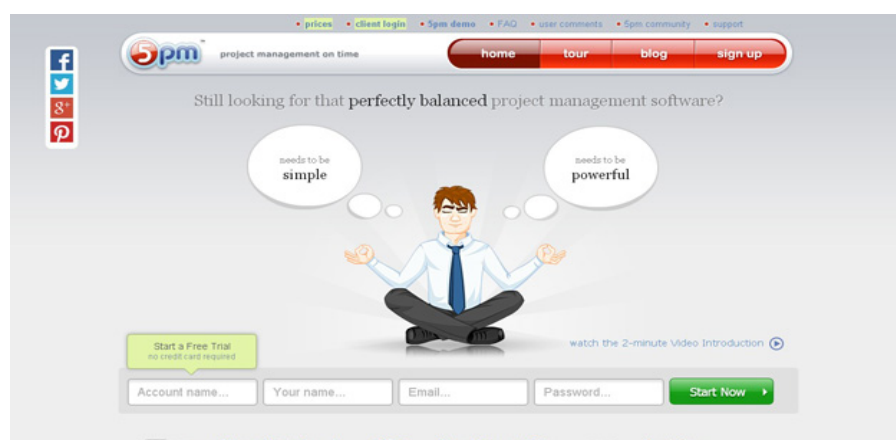 • prices • client login • 5pm demo • FAQ • user comments • 5pm community • support
5pm™ project management on time home tour blog sign up
Still looking for that perfectly balanced project management software?
needs to be
simple
needs to be
powerful
watch the 2-minute Video Introduction
Start a Free Trial
no credit card required
Account name... Your name... Email... Password... Start Now